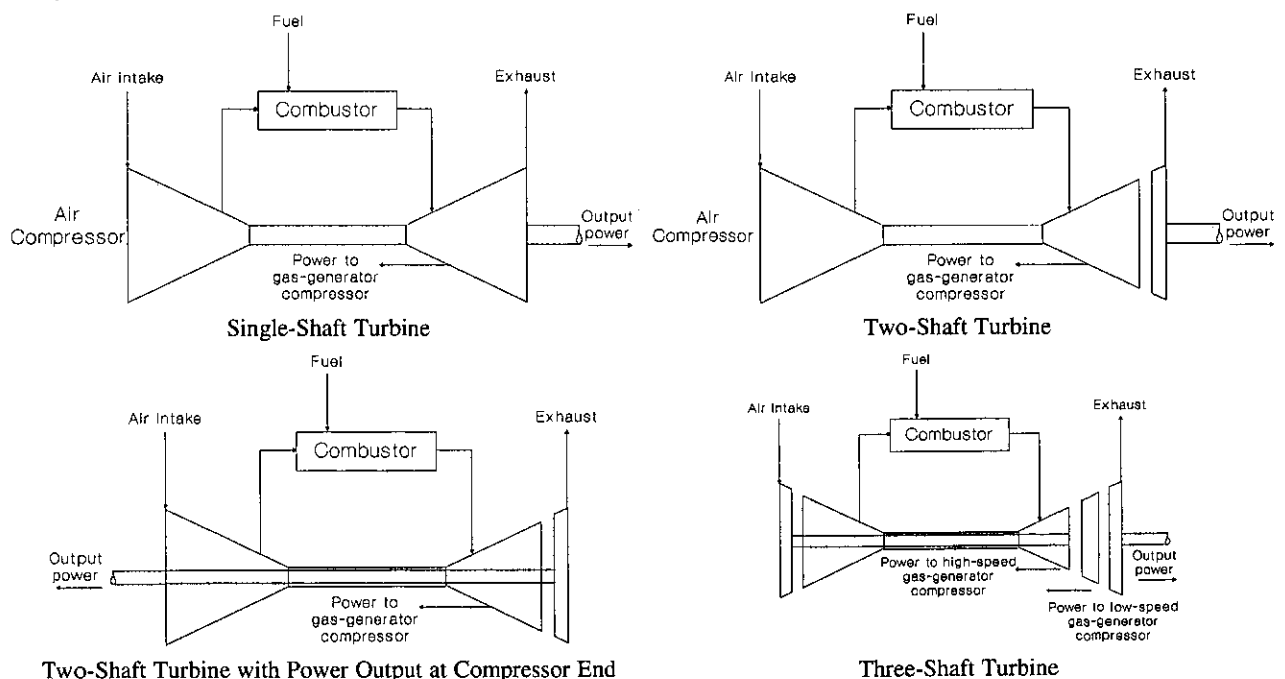 Fuel
Air Intake
Exhaust
Combustor
Air
Compressor
Output
power
Power to
gas-generator
compressor
Single-Shaft Turbine
Fuel
Air Intake
Exhaust
Combustor
Air
Compressor
Output
power
Power to
gas-generator
compressor
Two-Shaft Turbine
Fuel
Air Intake
Exhaust
Combustor
Output
power
Power to
gas-generator
compressor
Two-Shaft Turbine with Power Output at Compressor End
Fuel
Air Intake
Exhaust
Combustor
Output
power
Power to high-speed
gas-generator
compressor
Power to low-speed
gas-generator
compressor
Three-Shaft Turbine